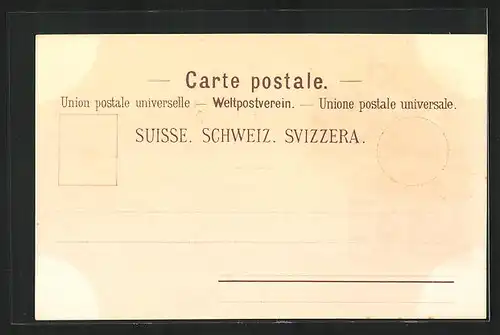 — Carte postale. —
Union postale universelle — Weltpostverein. — Unione postale universale.
SUISSE. SCHWEIZ. SVIZZERA.